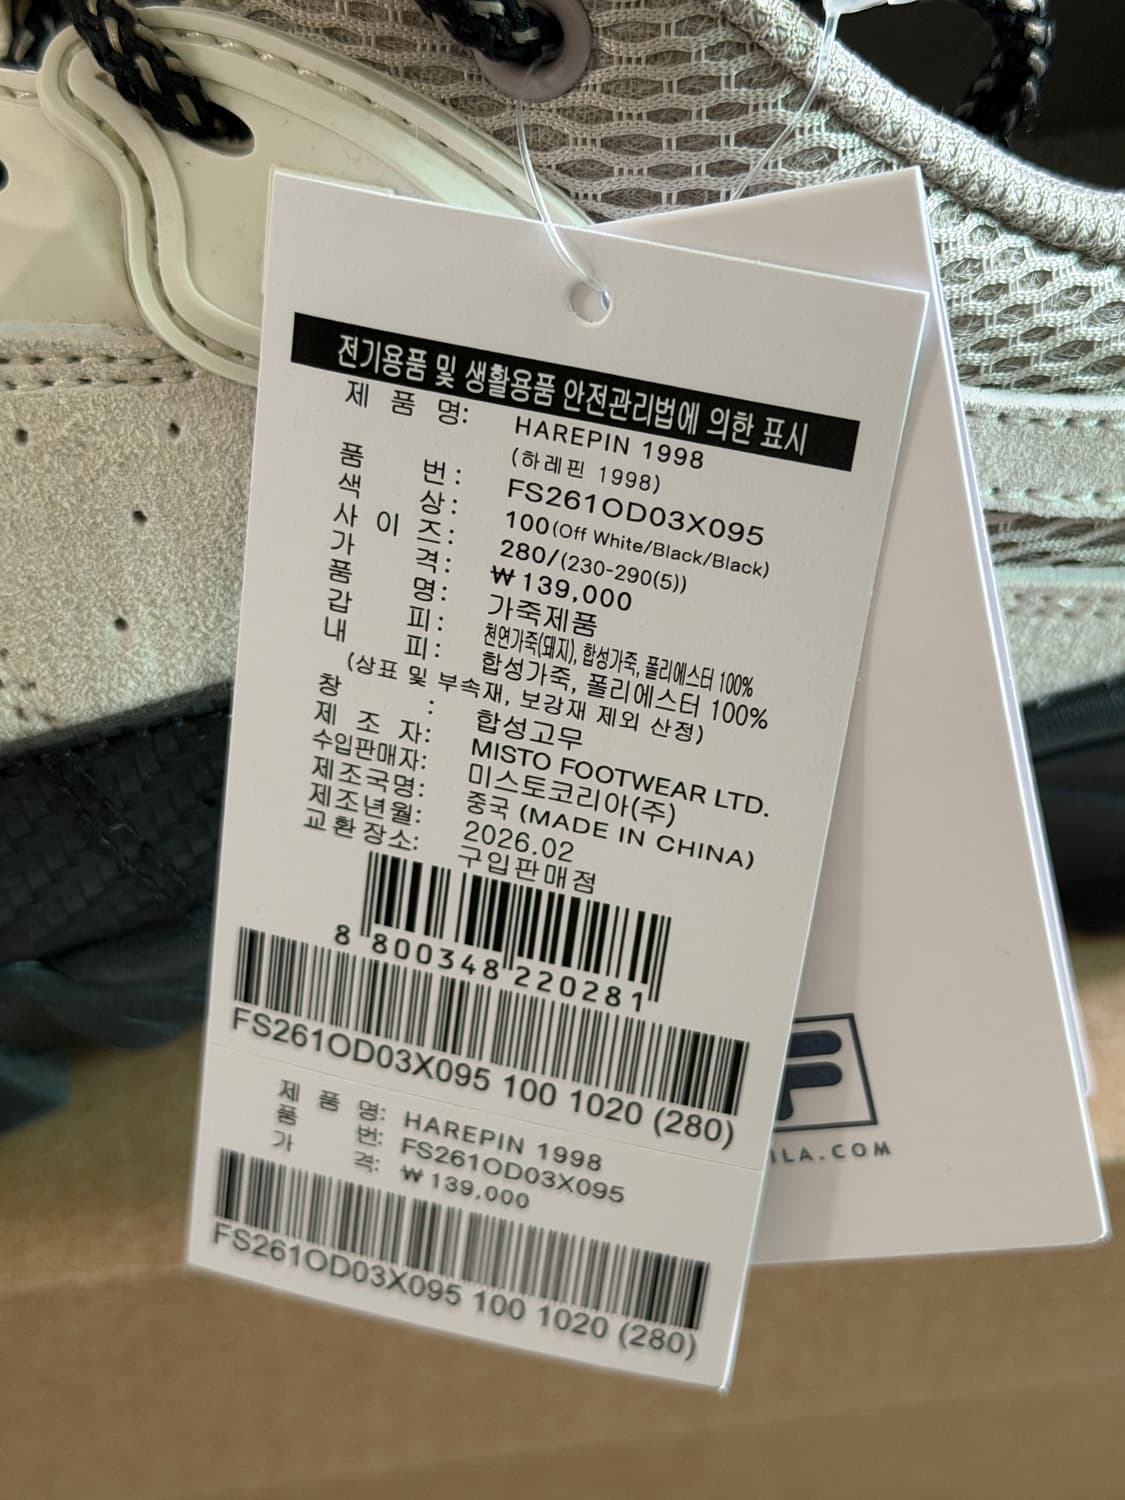 전기용품 및 생활용품 안전관리법에 의한 표시
제 품 명: HAREPIN 1998
(하레핀 1998)
품 번: FS261OD03X095
색 상: 100(Off White/Black/Black)
사 이 즈: 280/(230-290(5))
가 격: ₩139,000
품 명: 가죽제품
갑 피: 천연가죽(돼지), 합성가죽, 폴리에스터 100%
내 피: 합성가죽, 폴리에스터 100%
(상표 및 부속재, 보강재 제외 산정)
창 : 합성고무
제 조 자: MISTO FOOTWEAR LTD.
수입판매자: 미스토코리아(주)
제조국명: 중국 (MADE IN CHINA)
제조년월: 2026.02
교환장소: 구입판매점
8 800348 220281
FS261OD03X095 100 1020 (280)
제 품 명: HAREPIN 1998
품 번: FS261OD03X095
가 격: ₩139,000
FS261OD03X095 100 1020 (280)
F
ILA.COM